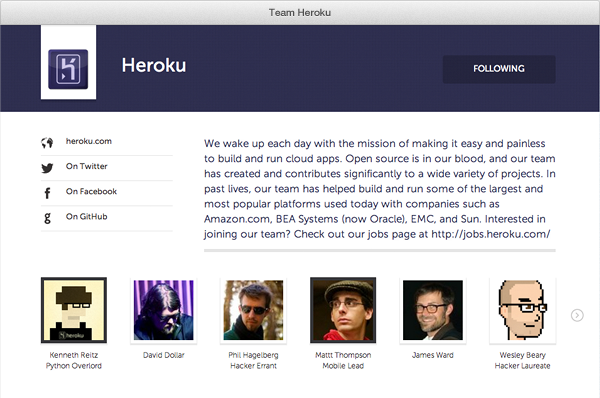 Team Heroku
Heroku
FOLLOWING
heroku.com
On Twitter
On Facebook
On GitHub
We wake up each day with the mission of making it easy and painless
to build and run cloud apps. Open source is in our blood, and our team
has created and contributes significantly to a wide variety of projects. In
past lives, our team has helped build and run some of the largest and
most popular platforms used today with companies such as
Amazon.com, BEA Systems (now Oracle), EMC, and Sun. Interested in
joining our team? Check out our jobs page at http://jobs.heroku.com/
heroku
Kenneth Reitz
Python Overlord
David Dollar
Phil Hagelberg
Hacker Errant
Mattt Thompson
Mobile Lead
James Ward
Wesley Beary
Hacker Laureate